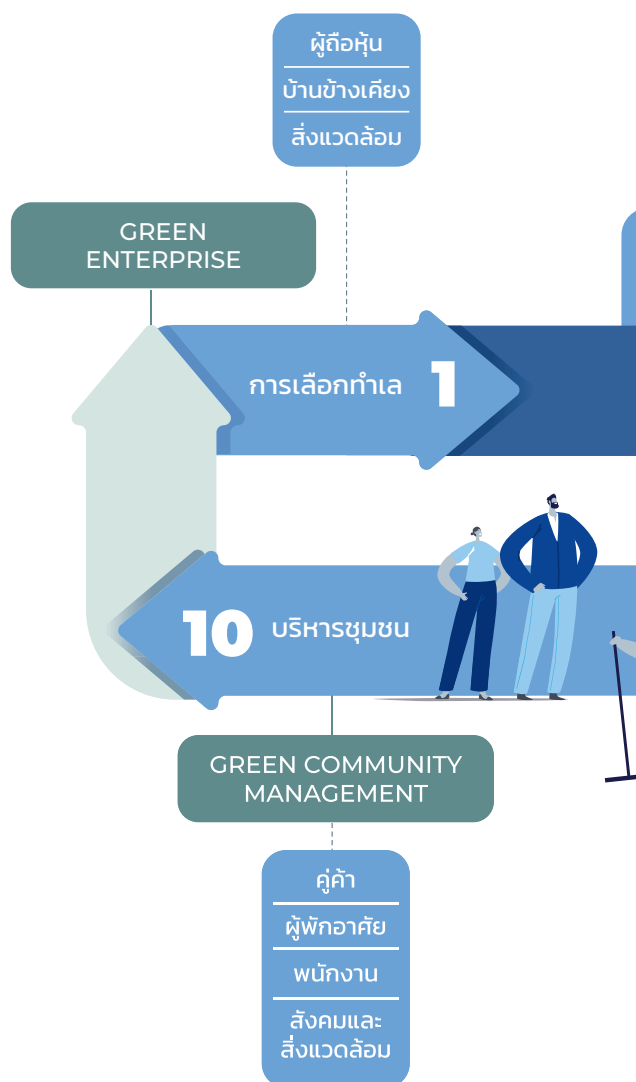 ผู้ถือหุ้น
บ้านข้างเคียง
สิ่งแวดล้อม
GREEN
ENTERPRISE
การเลือกทำเล 1
10 บริหารชุมชน
GREEN COMMUNITY
MANAGEMENT
คู่ค้า
ผู้พักอาศัย
พนักงาน
สังคมและ
สิ่งแวดล้อม